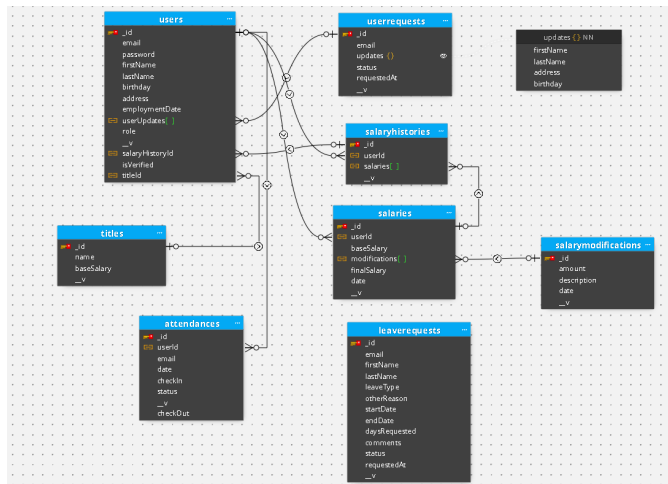 users ...
_id
email
password
firstName
lastName
birthday
address
employmentDate
userUpdates[ ]
role
__v
salaryHistoryId
isVerified
titleId
userrequests ...
_id
email
updates {}
status
requestedAt
__v
updates {} NN
firstName
lastName
address
birthday
salaryhistories ...
_id
userId
salaries[ ]
__v
titles ...
_id
name
baseSalary
__v
salaries ...
_id
userId
baseSalary
modifications[ ]
finalSalary
date
__v
salarymodifications ...
_id
amount
description
date
__v
attendances ...
_id
userId
email
date
checkIn
status
__v
checkOut
leaverequests ...
_id
email
firstName
lastName
leaveType
otherReason
startDate
endDate
daysRequested
comments
status
requestedAt
__v